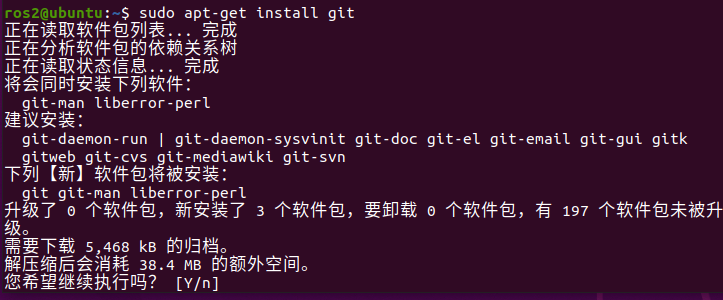 ros2@ubuntu:~$ sudo apt-get install git
正在读取软件包列表... 完成
正在分析软件包的依赖关系树
正在读取状态信息... 完成
将会同时安装下列软件：
  git-man liberror-perl
建议安装：
  git-daemon-run | git-daemon-sysvinit git-doc git-el git-email git-gui gitk
  gitweb git-cvs git-mediawiki git-svn
下列【新】软件包将被安装：
  git git-man liberror-perl
升级了 0 个软件包，新安装了 3 个软件包，要卸载 0 个软件包，有 197 个软件包未被升
级。
需要下载 5,468 kB 的归档。
解压缩后会消耗 38.4 MB 的额外空间。
您希望继续执行吗？ [Y/n]